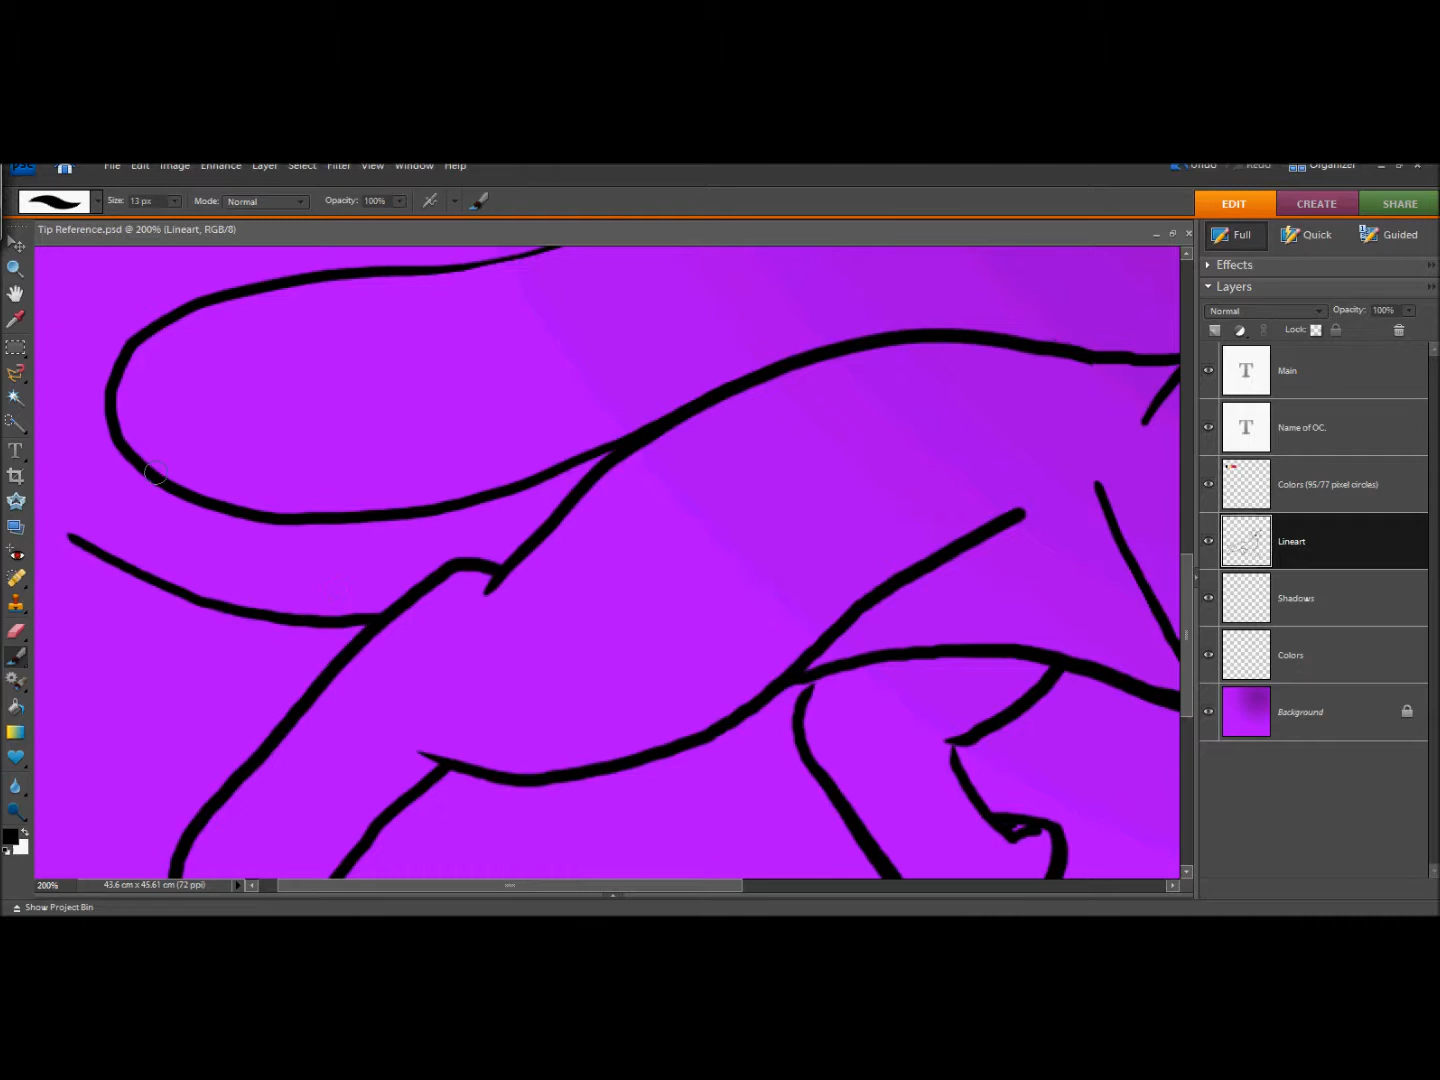 File Edit Image Enhance Layer Select Filter View Window Help Undo Redo Organizer
Size: 13 px Mode: Normal Opacity: 100% EDIT CREATE SHARE
Tip Reference.psd @ 200% (Lineart, RGB/8)
Full Quick Guided
Effects
Layers
Normal Opacity: 100%
Lock:
T Main
T Name of OC.
Colors (95/77 pixel circles)
Lineart
Shadows
Colors
Background
200% 43.6 cm x 45.61 cm (72 ppi)
Show Project Bin